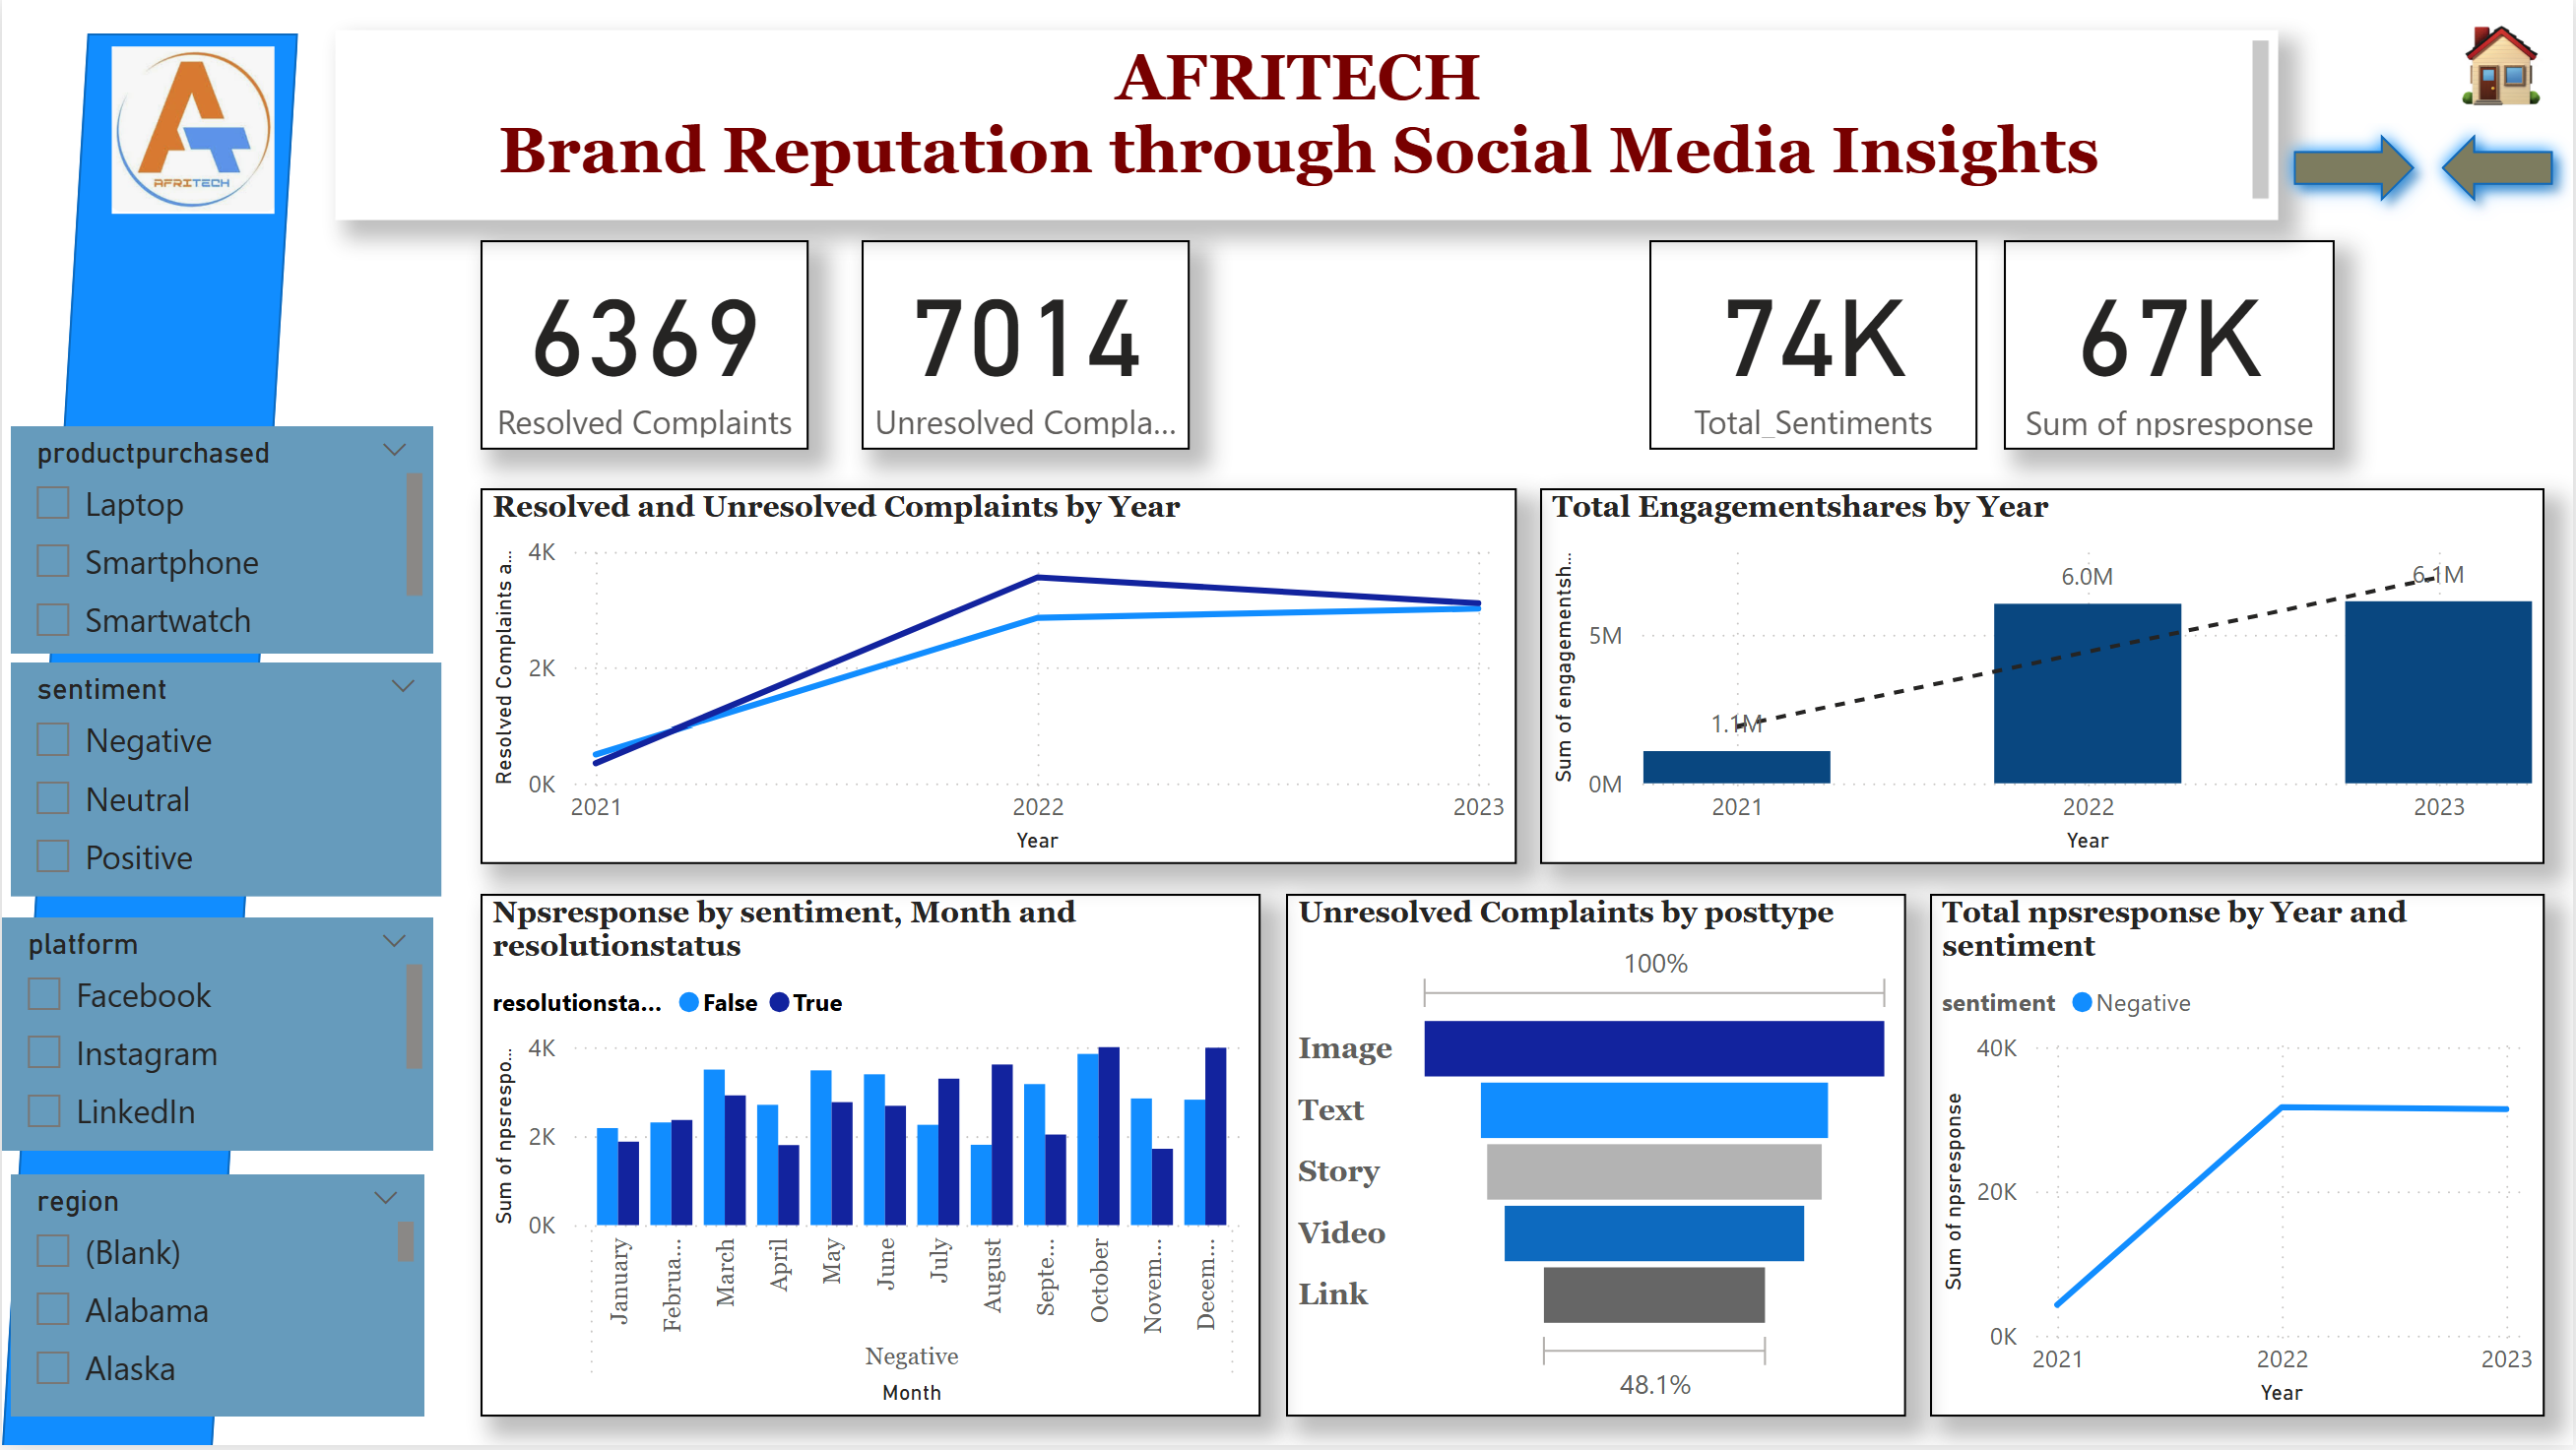 AFRITECH
AFRITECH
Brand Reputation through Social Media Insights
6369
Resolved Complaints
7014
Unresolved Compla...
74K
Total_Sentiments
67K
Sum of npsresponse
productpurchased
Laptop
Smartphone
Smartwatch
sentiment
Negative
Neutral
Positive
platform
Facebook
Instagram
LinkedIn
region
(Blank)
Alabama
Alaska
Resolved and Unresolved Complaints by Year
Resolved Complaints a...
4K
2K
0K
2021
2022
2023
Year
Total Engagementshares by Year
Sum of engagementsh...
5M
0M
1.1M
6.0M
6.1M
2021
2022
2023
Year
Npsresponse by sentiment, Month and
resolutionstatus
resolutionsta...
False
True
Sum of npsrespo...
4K
2K
0K
January
Februa...
March
April
May
June
July
August
Septe...
October
Novem...
Decem...
Negative
Month
Unresolved Complaints by posttype
100%
Image
Text
Story
Video
Link
48.1%
Total npsresponse by Year and
sentiment
sentiment
Negative
Sum of npsresponse
40K
20K
0K
2021
2022
2023
Year